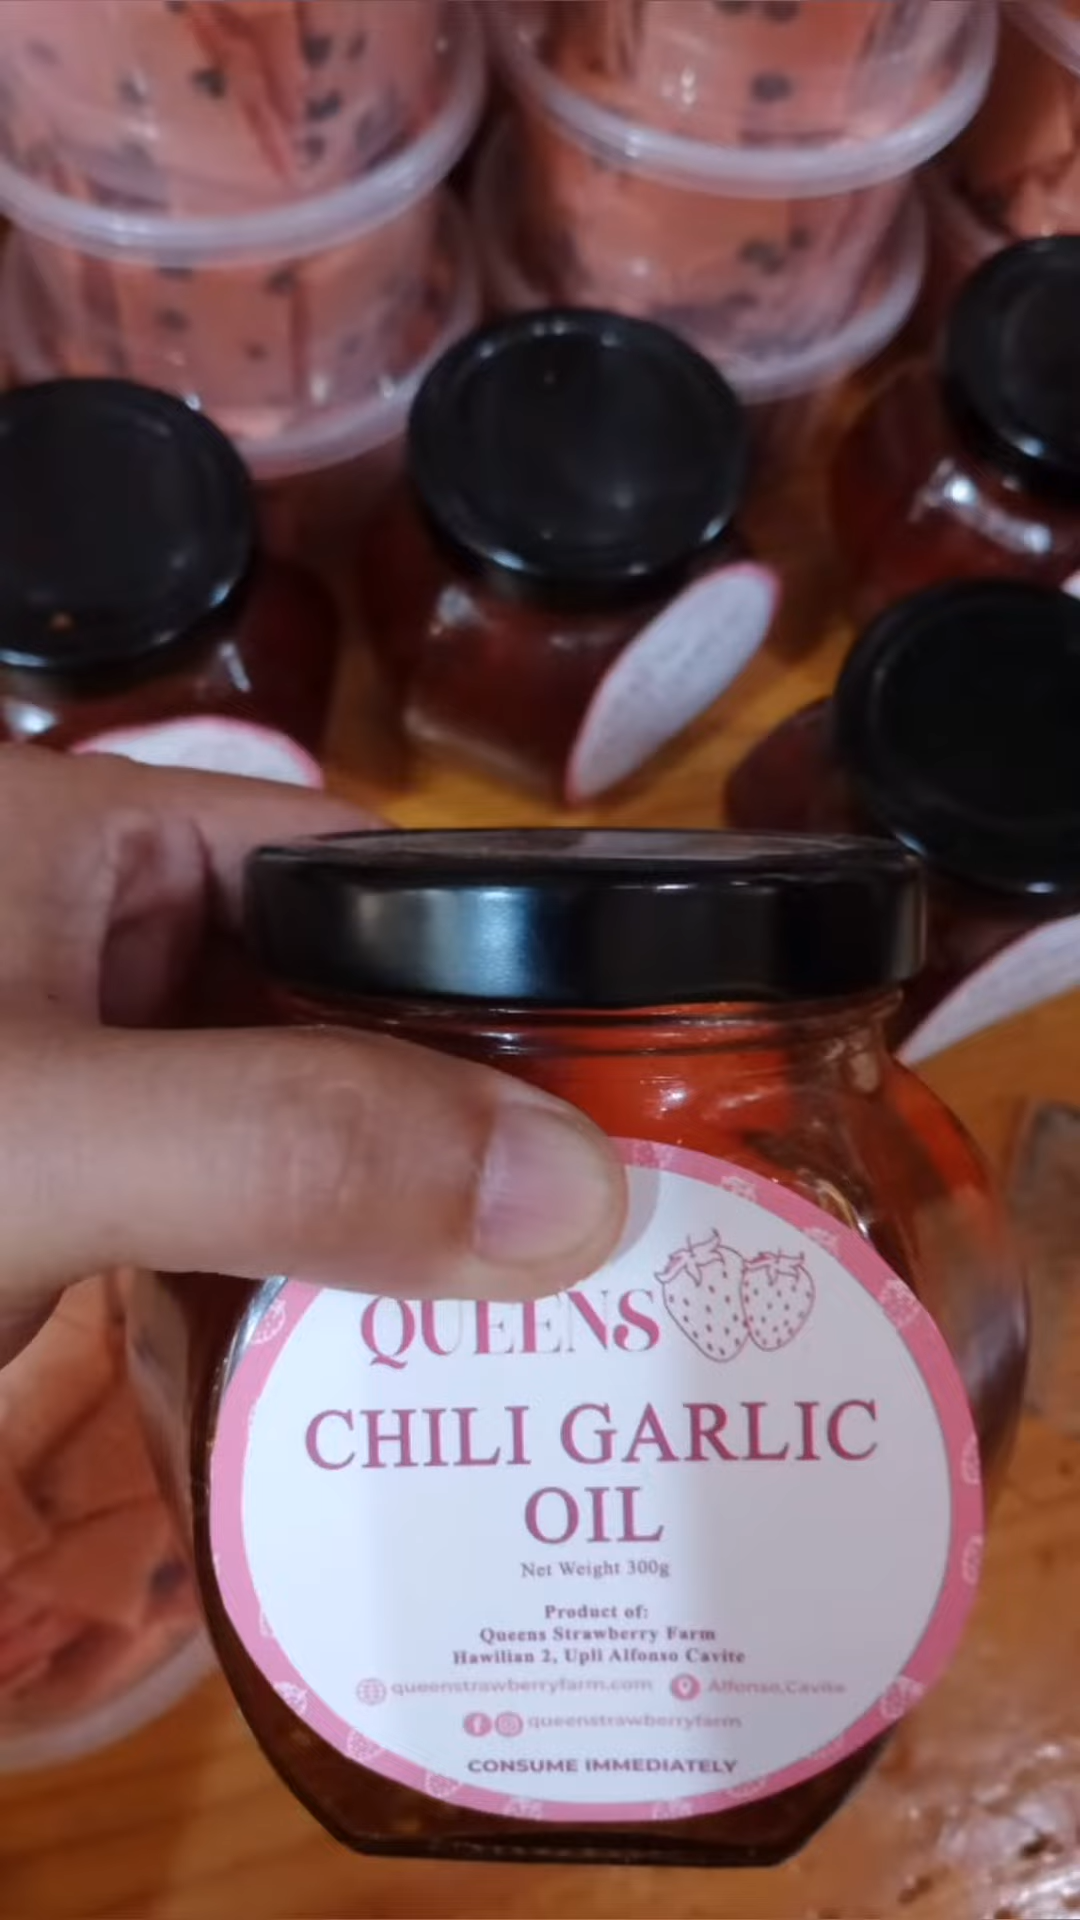 QUEENS
CHILI GARLIC
OIL
Net Weight 300g
Product of:
Queens Strawberry Farm
Hawilian 2, Upli Alfonso Cavite
queenstrawberryfarm.com Alfonso,Cavite
queenstrawberryfarm
CONSUME IMMEDIATELY